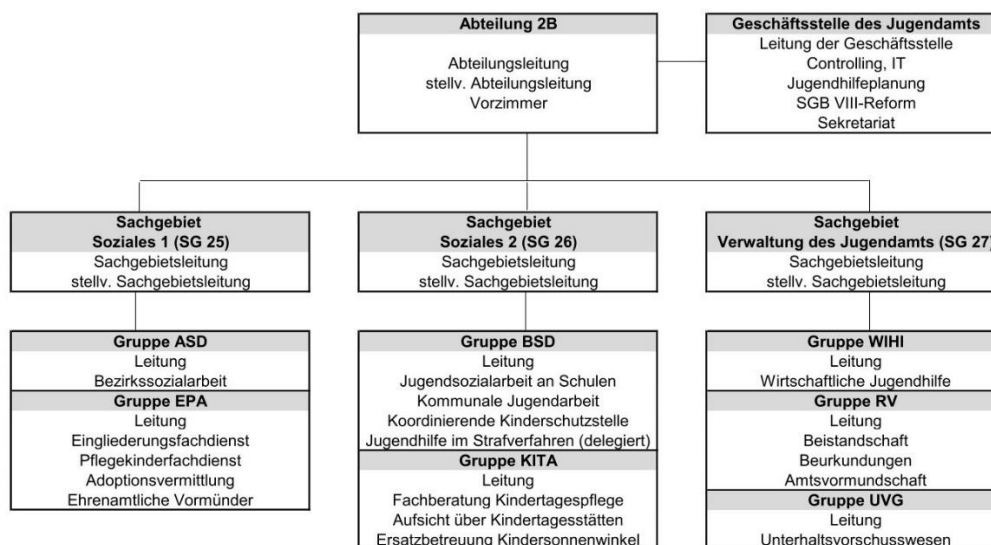 Abteilung 2B
Abteilungsleitung
stellv. Abteilungsleitung
Vorzimmer
Geschäftsstelle des Jugendamts
Leitung der Geschäftsstelle
Controlling, IT
Jugendhilfeplanung
SGB VIII-Reform
Sekretariat
Sachgebiet
Soziales 1 (SG 25)
Sachgebietsleitung
stellv. Sachgebietsleitung
Gruppe ASD
Leitung
Bezirkssozialarbeit
Gruppe EPA
Leitung
Eingliederungsfachdienst
Pflegekinderfachdienst
Adoptionsvermittlung
Ehrenamtliche Vormünder
Sachgebiet
Soziales 2 (SG 26)
Sachgebietsleitung
stellv. Sachgebietsleitung
Gruppe BSD
Leitung
Jugendsozialarbeit an Schulen
Kommunale Jugendarbeit
Koordinierende Kinderschutzstelle
Jugendhilfe im Strafverfahren (delegiert)
Gruppe KITA
Leitung
Fachberatung Kindertagespflege
Aufsicht über Kindertagesstätten
Ersatzbetreuung Kindersonnenwinkel
Sachgebiet
Verwaltung des Jugendamts (SG 27)
Sachgebietsleitung
stellv. Sachgebietsleitung
Gruppe WIHI
Leitung
Wirtschaftliche Jugendhilfe
Gruppe RV
Leitung
Beistandschaft
Beurkundungen
Amtsvormundschaft
Gruppe UVG
Leitung
Unterhaltsvorschusswesen